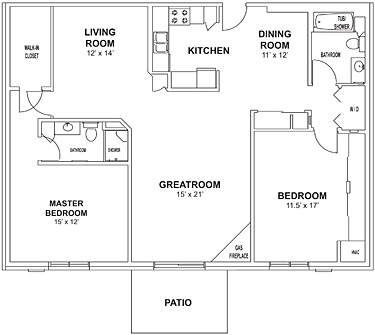 LIVING
ROOM
12' x 14'
WALK-IN
CLOSET
KITCHEN
DINING
ROOM
11' x 12'
TUB/
SHOWER
BATHROOM
W / D
BATHROOM
SHOWER
GREATROOM
15' x 21'
MASTER
BEDROOM
15' x 12'
BEDROOM
11.5' x 17'
GAS
FIREPLACE
HVAC
PATIO